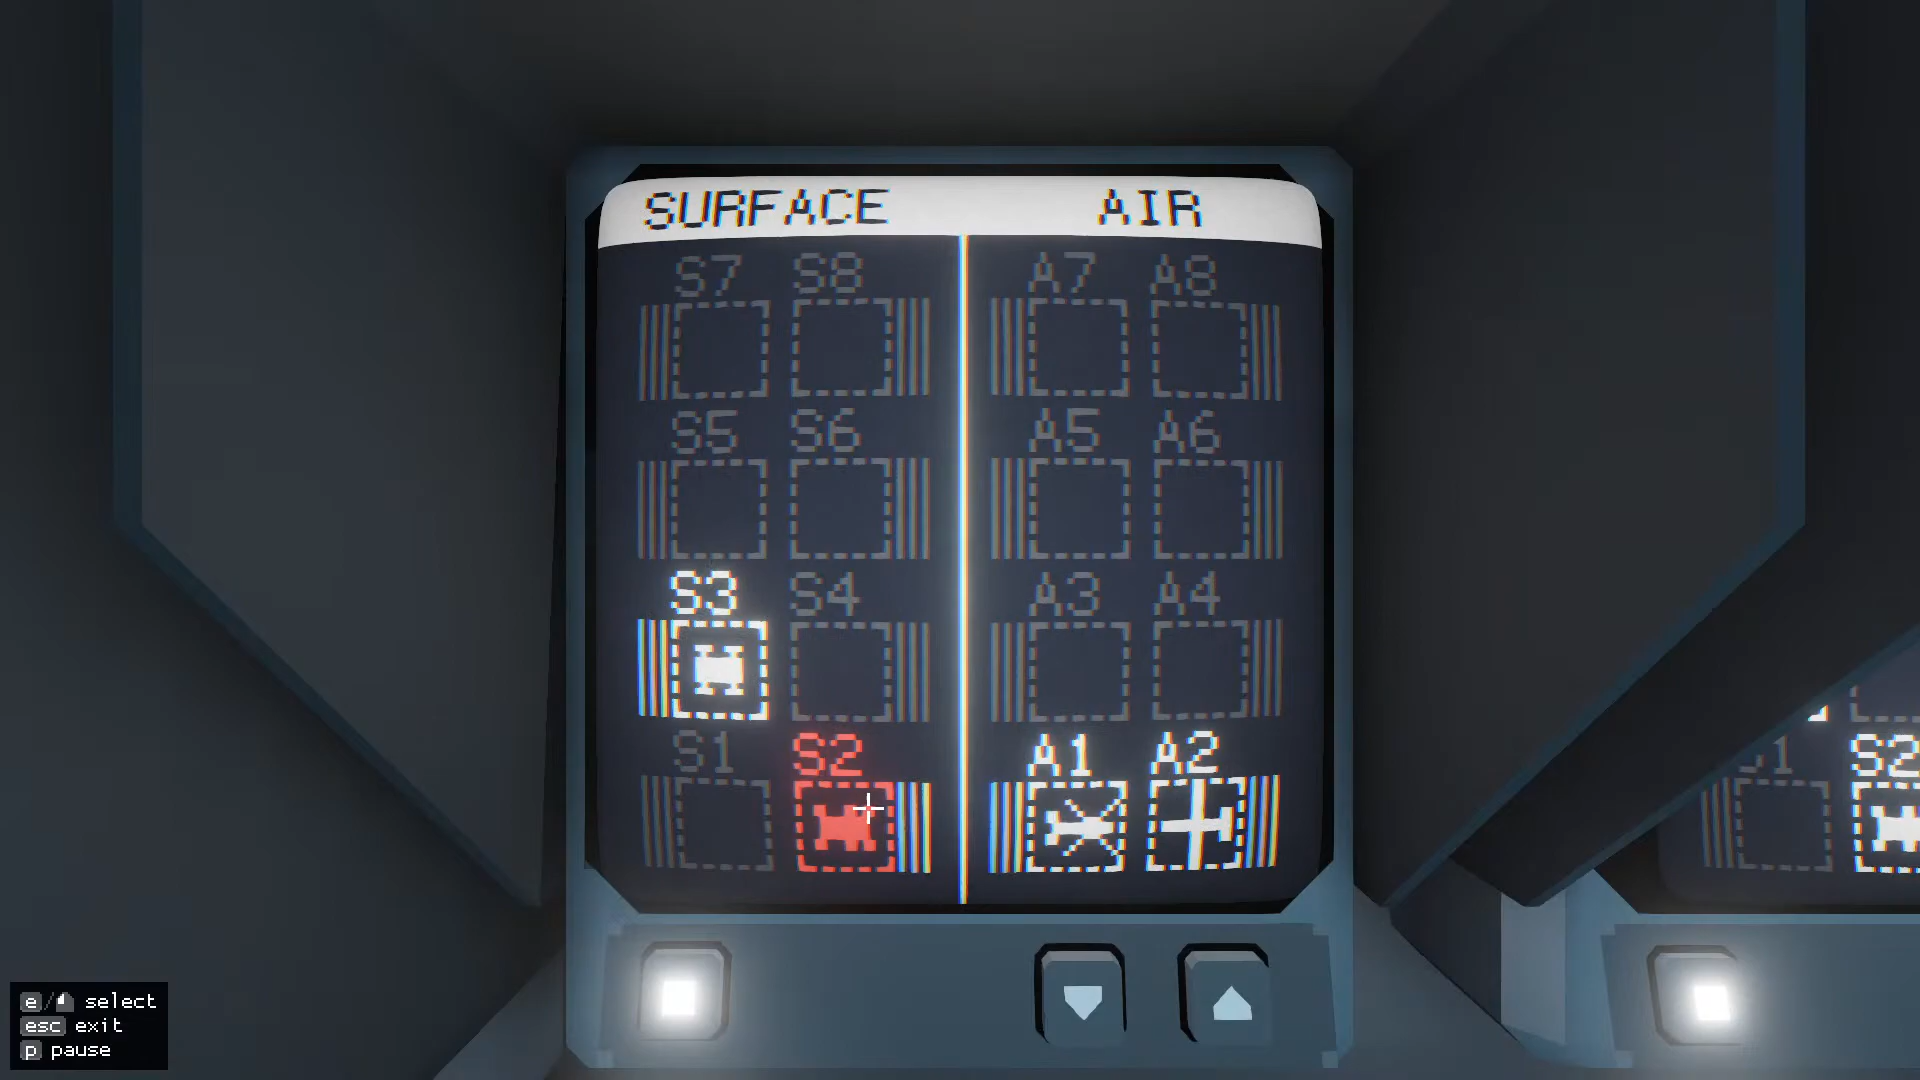 SURFACE AIR
S7 S8 A7 A8
S5 S6 A5 A6
S3 S4 A3 A4
S1 S2 A1 A2
S2
e/ select
esc exit
p pause